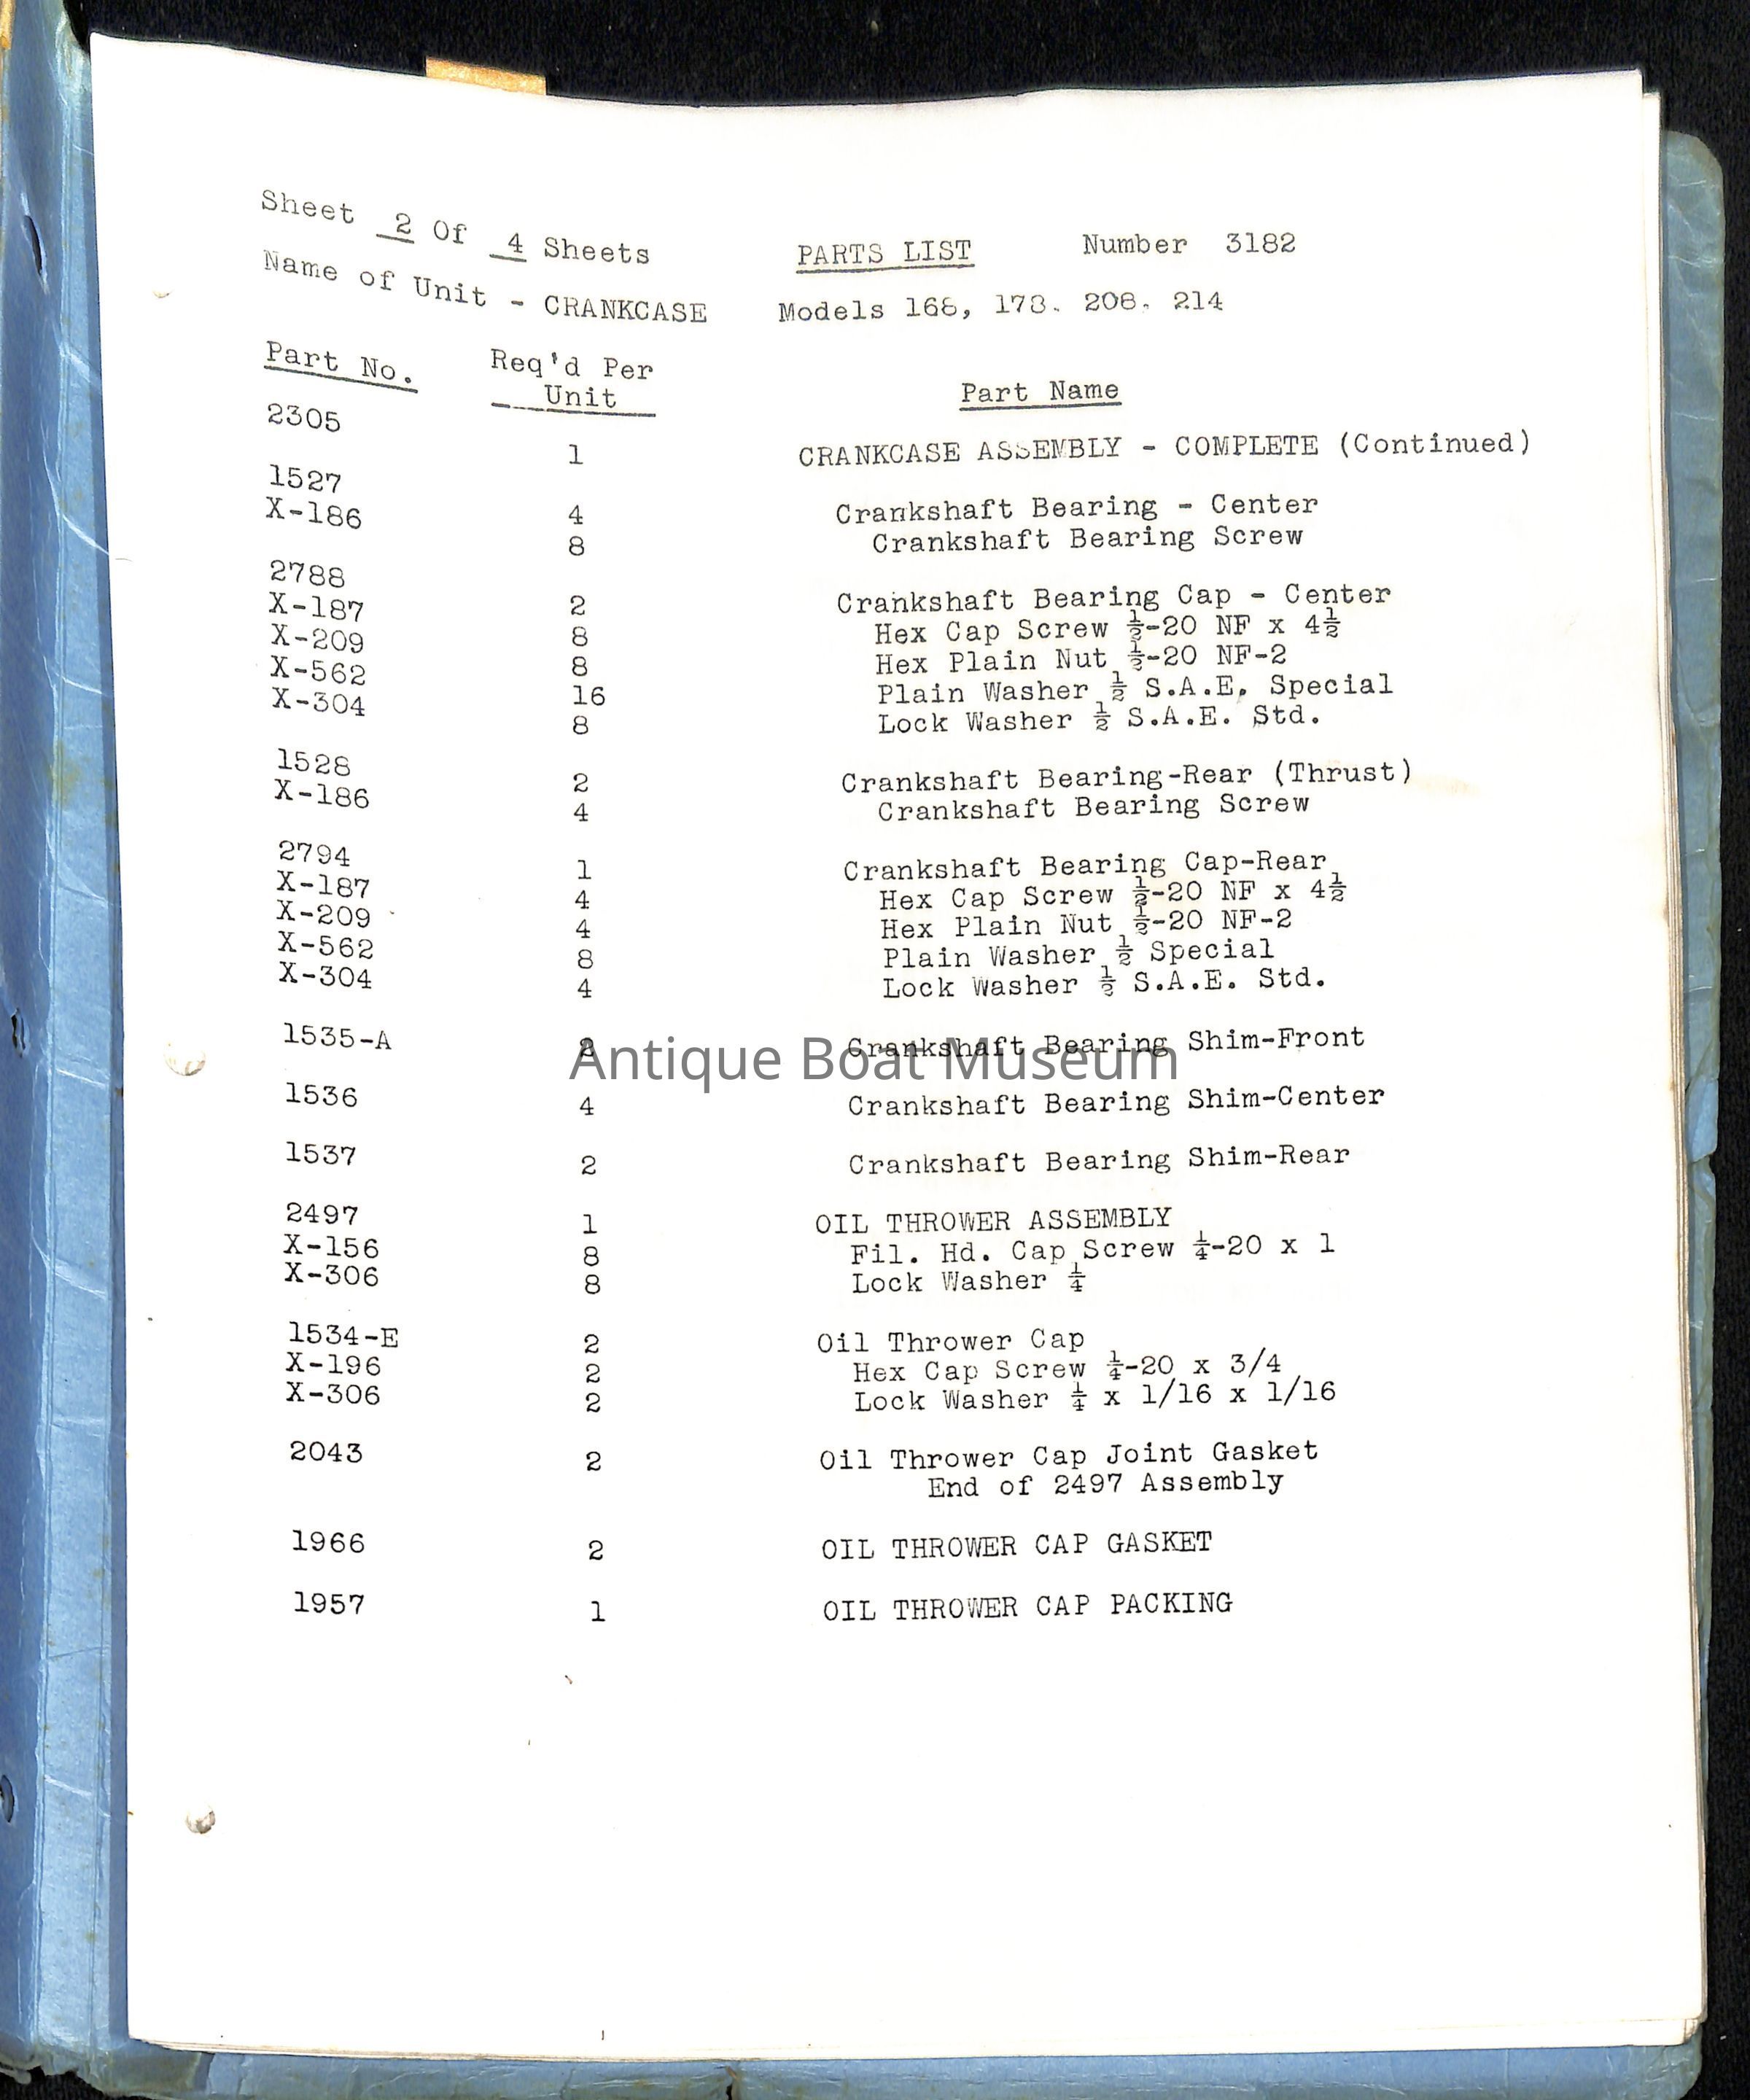 Sheet 2 Of 4 Sheets PARTS LIST Number 3182
Name of Unit - CRANKCASE Models 168, 178. 208. 214
Part No. Req'd Per Unit Part Name
2305 1 CRANKCASE ASSEMBLY - COMPLETE (Continued)
1527 4 Crankshaft Bearing - Center
X-186 8 Crankshaft Bearing Screw
2788 2 Crankshaft Bearing Cap - Center
X-187 8 Hex Cap Screw ½-20 NF x 4½
X-209 8 Hex Plain Nut ½-20 NF-2
X-562 16 Plain Washer ½ S.A.E. Special
X-304 8 Lock Washer ½ S.A.E. Std.
1528 2 Crankshaft Bearing-Rear (Thrust)
X-186 4 Crankshaft Bearing Screw
2794 1 Crankshaft Bearing Cap-Rear
X-187 4 Hex Cap Screw ½-20 NF x 4½
X-209 4 Hex Plain Nut ½-20 NF-2
X-562 8 Plain Washer ½ Special
X-304 4 Lock Washer ½ S.A.E. Std.
1535-A 2 Crankshaft Bearing Shim-Front
Antique Boat Museum
1536 4 Crankshaft Bearing Shim-Center
1537 2 Crankshaft Bearing Shim-Rear
2497 1 OIL THROWER ASSEMBLY
X-156 8 Fil. Hd. Cap Screw ¼-20 x 1
X-306 8 Lock Washer ¼
1534-E 2 Oil Thrower Cap
X-196 2 Hex Cap Screw ¼-20 x 3/4
X-306 2 Lock Washer ¼ x 1/16 x 1/16
2043 2 Oil Thrower Cap Joint Gasket
End of 2497 Assembly
1966 2 OIL THROWER CAP GASKET
1957 1 OIL THROWER CAP PACKING